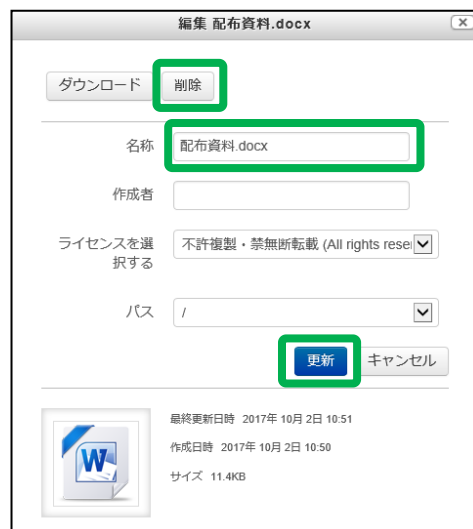 編集 配布資料.docx
ダウンロード 削除
名称 配布資料.docx
作成者
ライセンスを選
択する
不許複製・禁無断転載 (All rights rese
パス /
更新 キャンセル
最終更新日時 2017年 10月 2日 10:51
作成日時 2017年 10月 2日 10:50
サイズ 11.4KB
W